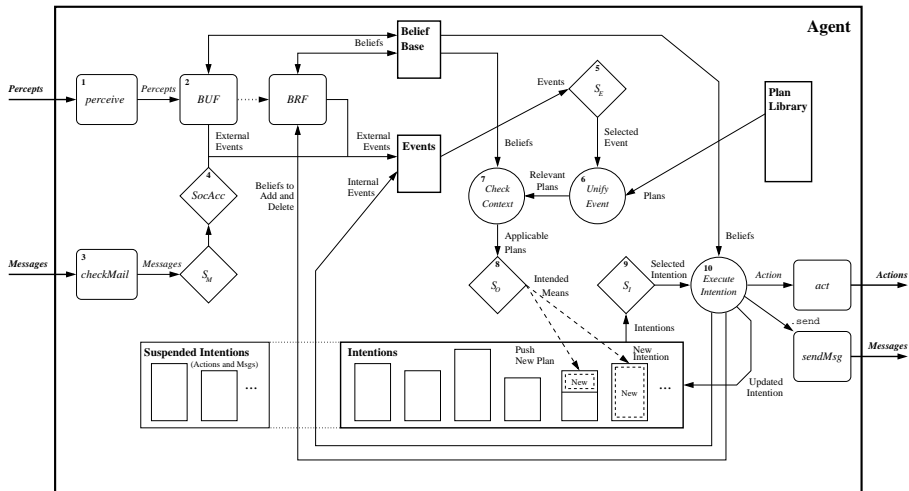 Agent
Belief
Base
Beliefs
1
perceive
Percepts
Percepts
2
BUF
BRF
Events
5
S_E
Plan
Library
External
Events
External
Events
Events
Selected
Event
Beliefs
4
SocAcc
Beliefs to
Add and
Delete
Internal
Events
7
Check
Context
Relevant
Plans
6
Unify
Event
Plans
Messages
3
checkMail
Messages
S_M
Applicable
Plans
8
S_O
Intended
Means
9
S_I
Selected
Intention
Beliefs
10
Execute
Intention
Action
act
Actions
.send
sendMsg
Messages
Intentions
Suspended Intentions
(Actions and Msgs)
...
Intentions
Push
New Plan
New
Intention
New
New
...
Updated
Intention